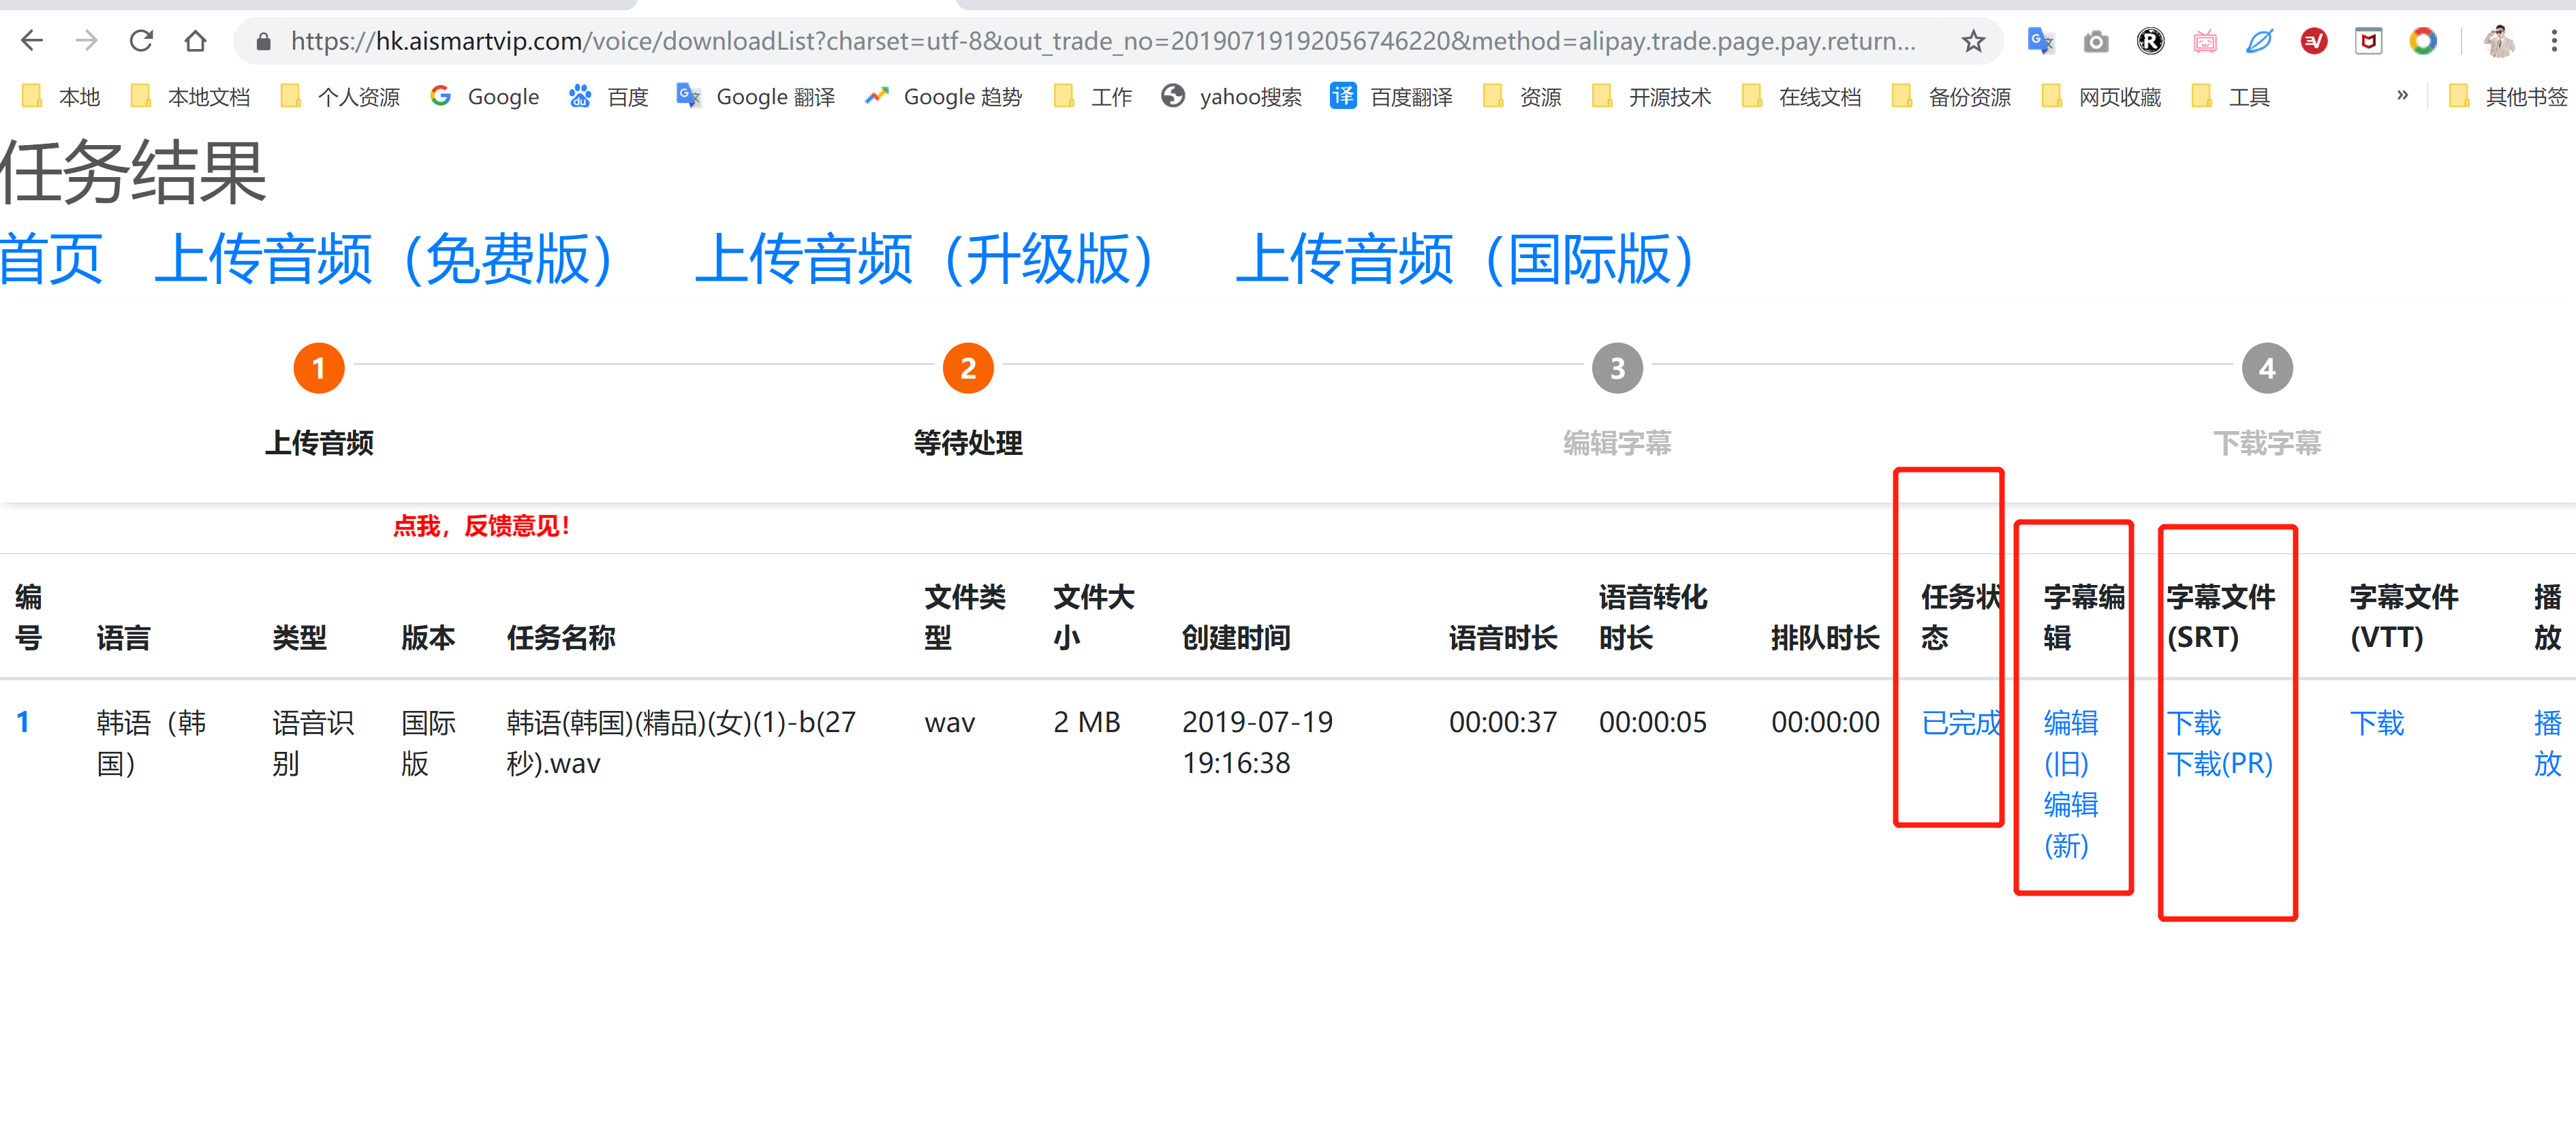 https://hk.aismartvip.com/voice/downloadList?charset=utf-8&out_trade_no=20190719192056746220&method=alipay.trade.page.pay.return...
本地 本地文档 个人资源 Google 百度 Google 翻译 Google 趋势 工作 yahoo搜索 译 百度翻译 资源 开源技术 在线文档 备份资源 网页收藏 工具 » 其他书签
任务结果
首页 上传音频（免费版） 上传音频（升级版） 上传音频（国际版）
1 2 3 4
上传音频 等待处理 编辑字幕 下载字幕
点我，反馈意见！
编号 语言 类型 版本 任务名称 文件类型 文件大小 创建时间 语音时长 语音转化时长 排队时长 任务状态 字幕编辑 字幕文件(SRT) 字幕文件(VTT) 播放
1 韩语（韩国） 语音识别 国际版 韩语(韩国)(精品)(女)(1)-b(27秒).wav wav 2 MB 2019-07-19 19:16:38 00:00:37 00:00:05 00:00:00 已完成 编辑(旧) 编辑(新) 下载 下载(PR) 下载 播放